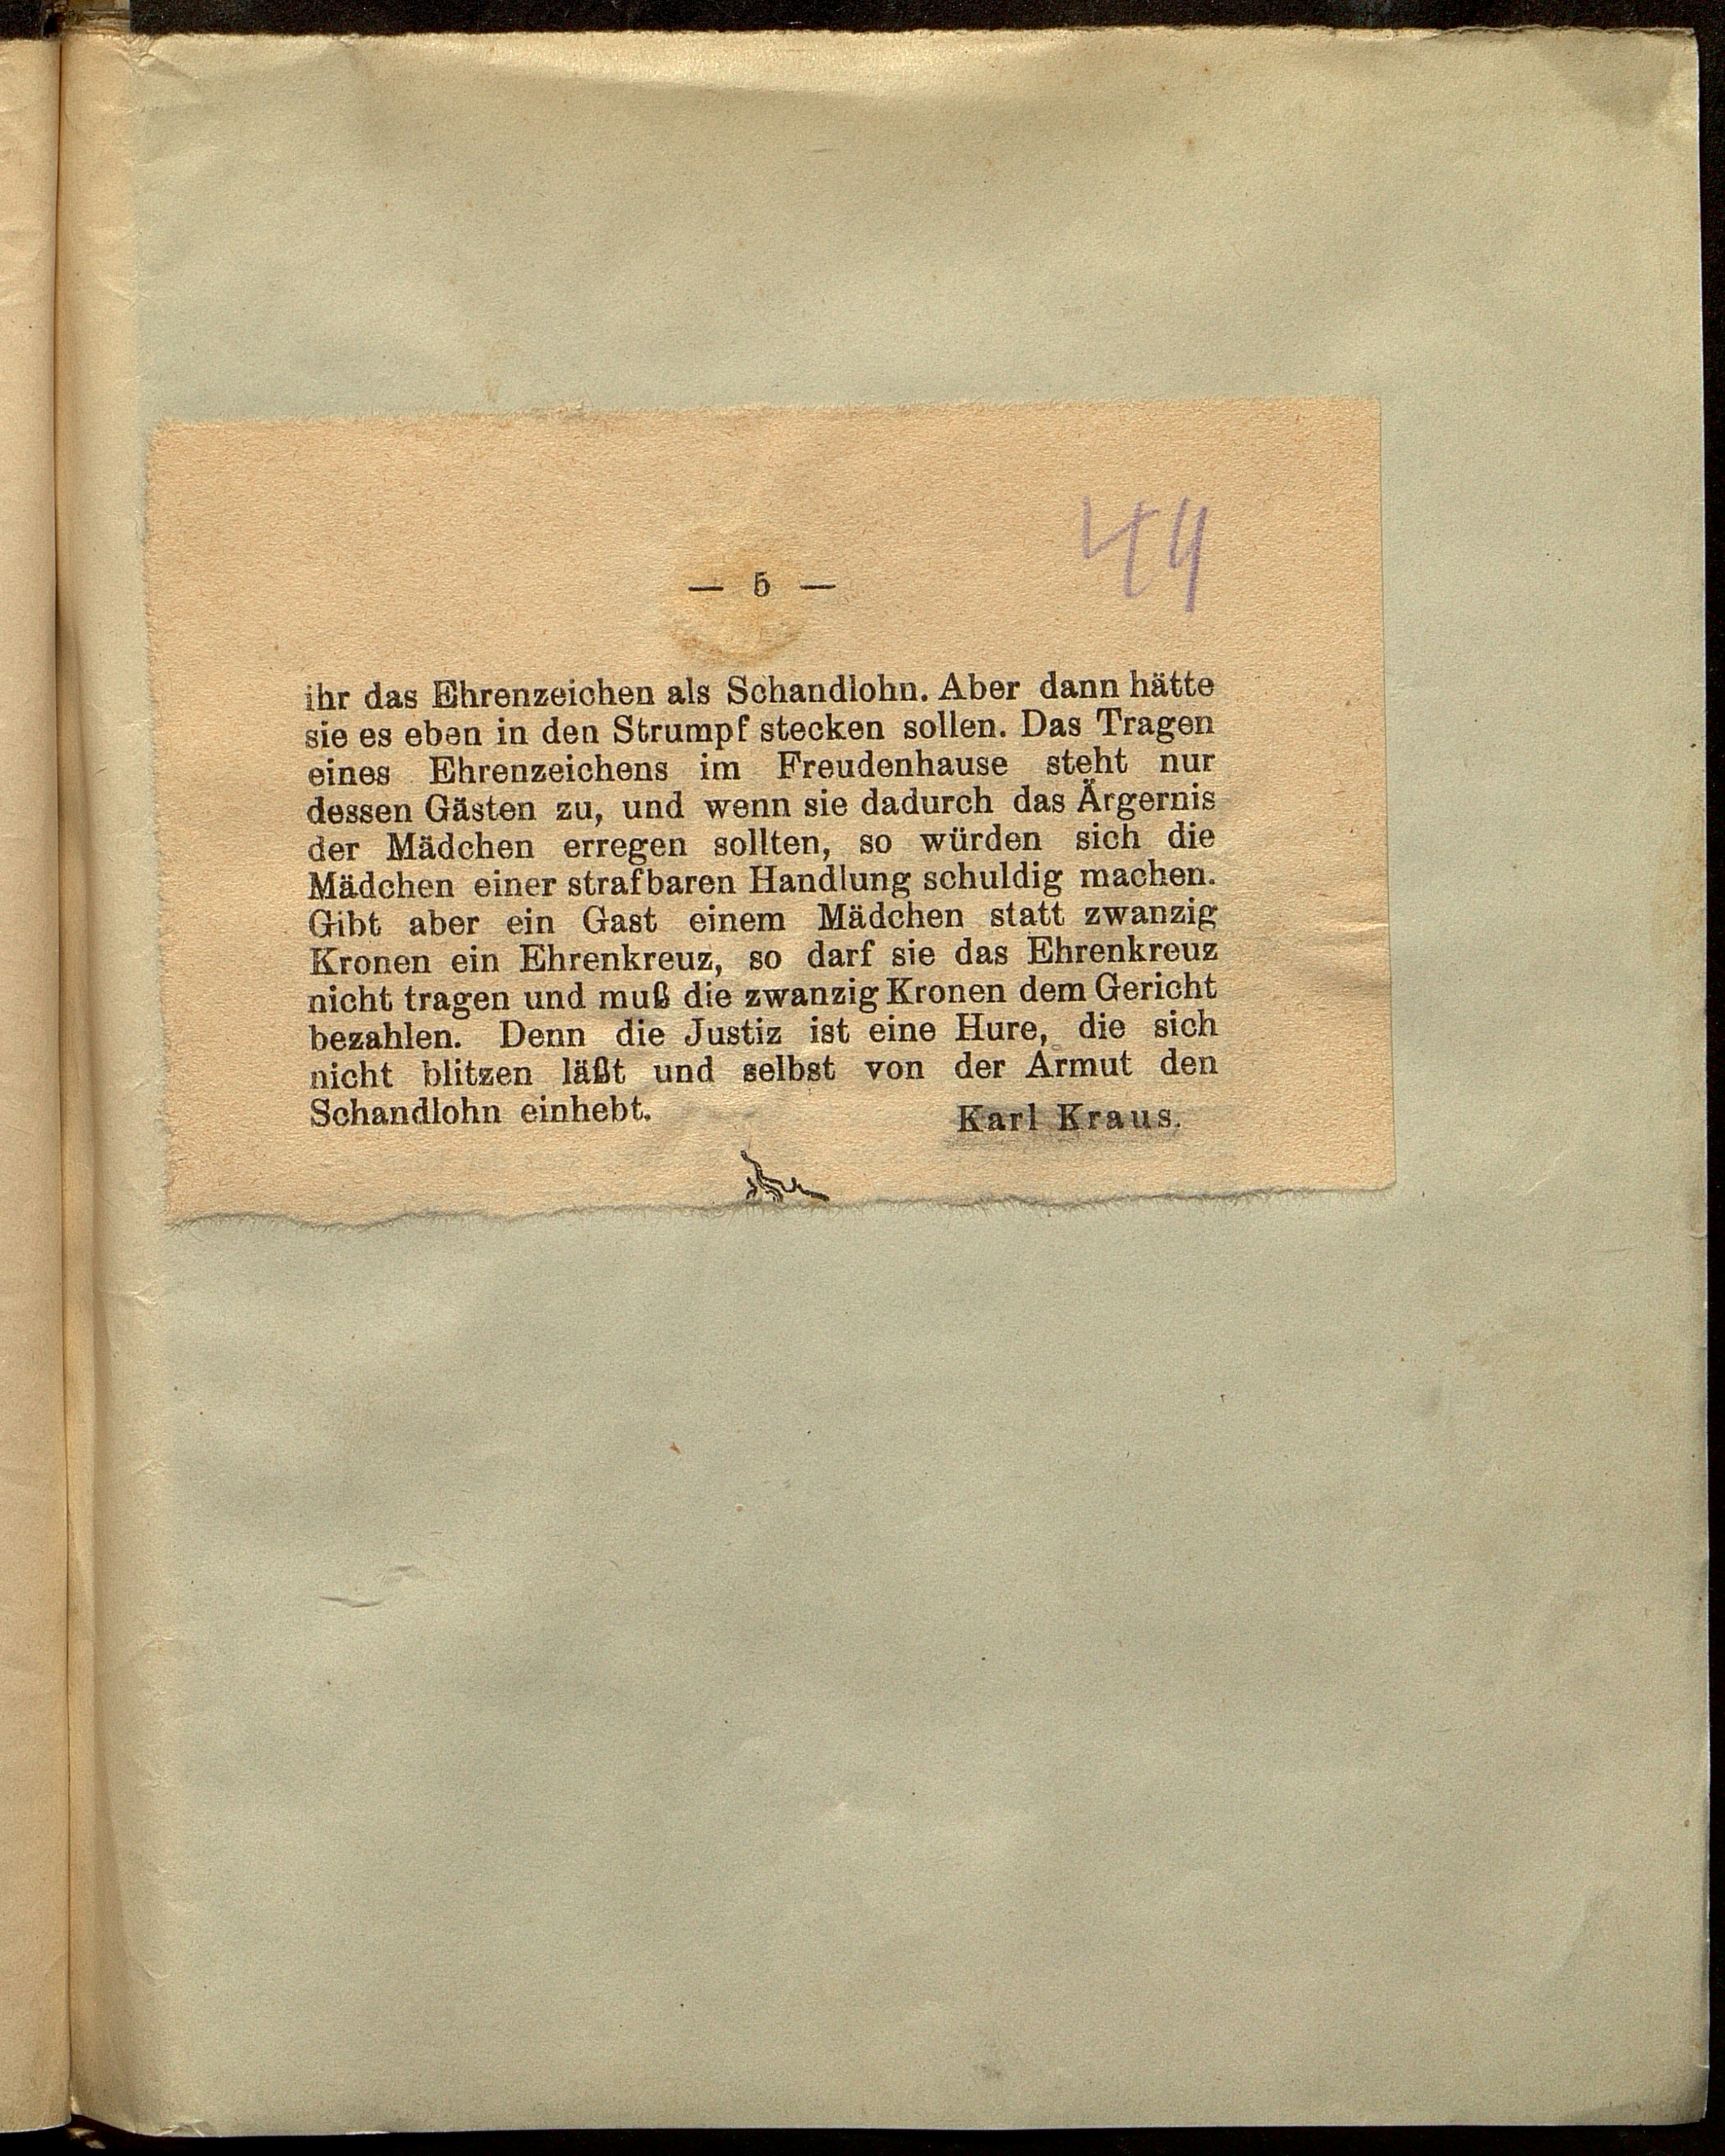 44
— 5 —
ihr das Ehrenzeichen als Schandlohn. Aber dann hätte
sie es eben in den Strumpf stecken sollen. Das Tragen
eines Ehrenzeichens im Freudenhause steht nur
dessen Gästen zu, und wenn sie dadurch das Ärgernis
der Mädchen erregen sollten, so würden sich die
Mädchen einer strafbaren Handlung schuldig machen.
Gibt aber ein Gast einem Mädchen statt zwanzig
Kronen ein Ehrenkreuz, so darf sie das Ehrenkreuz
nicht tragen und muß die zwanzig Kronen dem Gericht
bezahlen. Denn die Justiz ist eine Hure, die sich
nicht blitzen läßt und selbst von der Armut den
Schandlohn einhebt.
Karl Kraus.